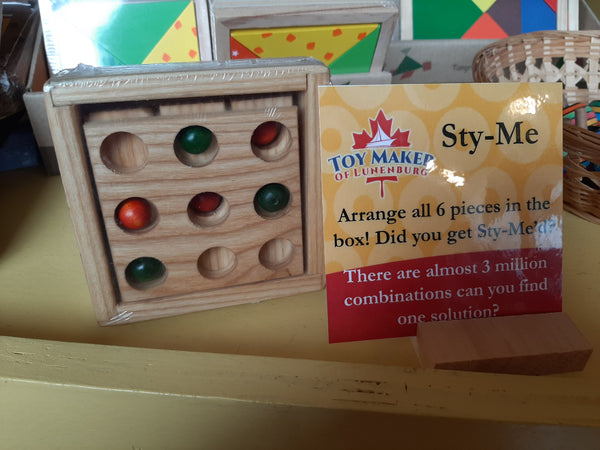 Sty-Me
TOY MAKER
OF LUNENBURG
Arrange all 6 pieces in the
box! Did you get Sty-Me'd?
There are almost 3 million
combinations can you find
one solution?